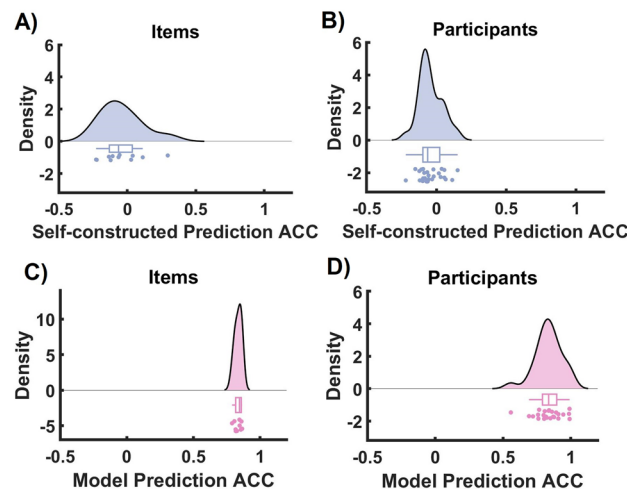 A)
Items
6
4
2
0
-2
Density
-0.5 0 0.5 1
Self-constructed Prediction ACC
B)
Participants
6
4
2
0
-2
Density
-0.5 0 0.5 1
Self-constructed Prediction ACC
C)
Items
10
5
0
-5
Density
-0.5 0 0.5 1
Model Prediction ACC
D)
Participants
6
4
2
0
-2
Density
-0.5 0 0.5 1
Model Prediction ACC